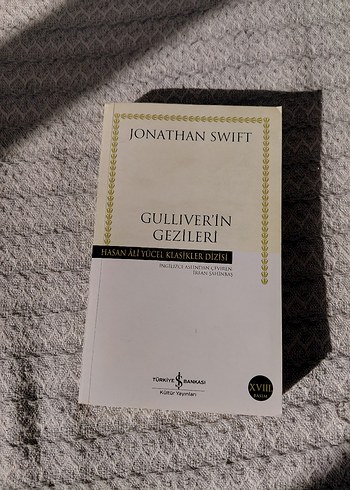 JONATHAN SWIFT
GULLIVER'İN
GEZİLERİ
HASAN ÂLİ YÜCEL KLASİKLER DİZİSİ
İNGİLİZCE ASLINDAN ÇEVİREN
İRFAN ŞAHİNBAŞ
TÜRKİYE İŞ BANKASI
Kültür Yayınları
XVIII
BASIM